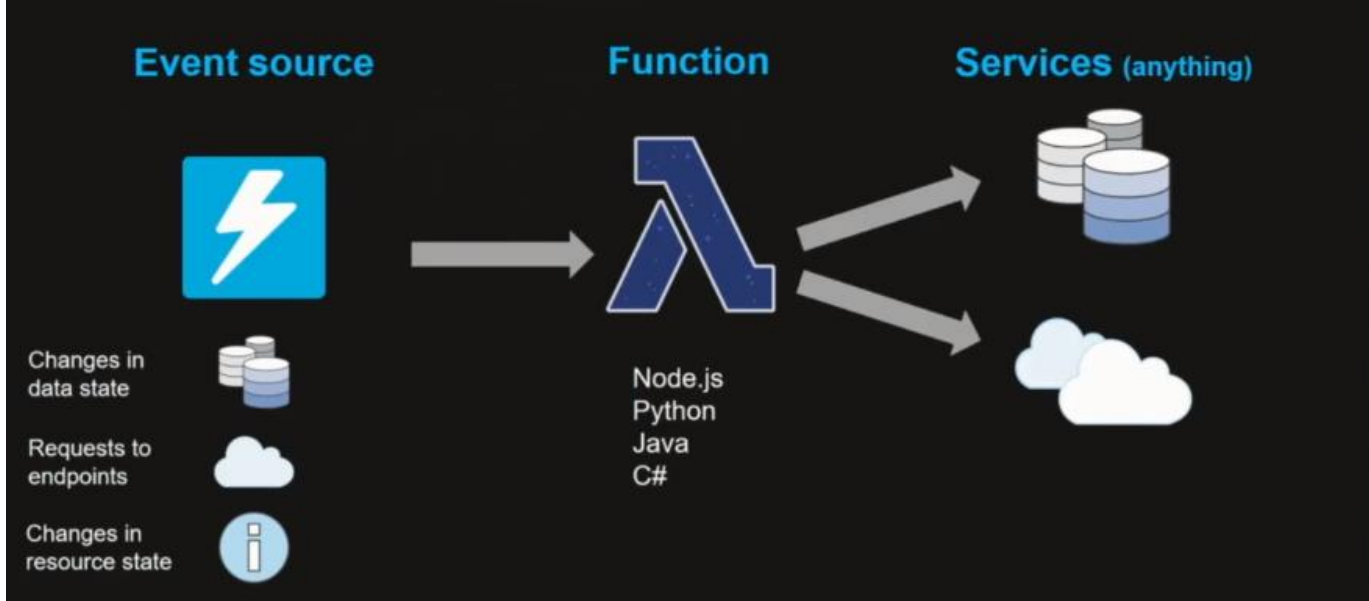 Event source
Function
Services (anything)
Changes in
data state
Requests to
endpoints
Changes in
resource state
Node.js
Python
Java
C#